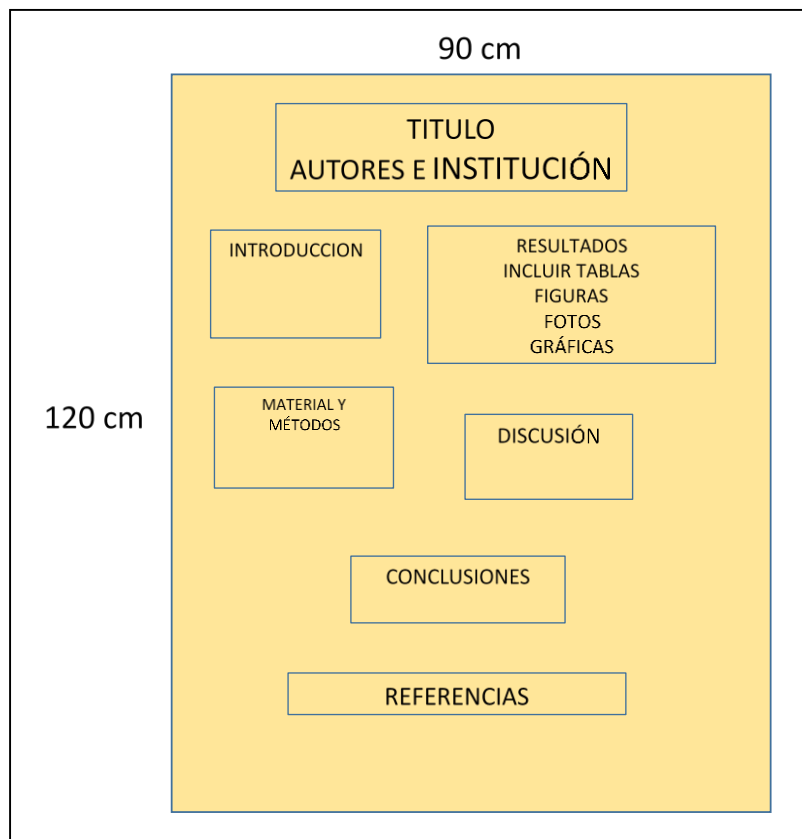 90 cm
TITULO
AUTORES E INSTITUCIÓN
INTRODUCCION
RESULTADOS
INCLUIR TABLAS
FIGURAS
FOTOS
GRÁFICAS
120 cm
MATERIAL Y
MÉTODOS
DISCUSIÓN
CONCLUSIONES
REFERENCIAS